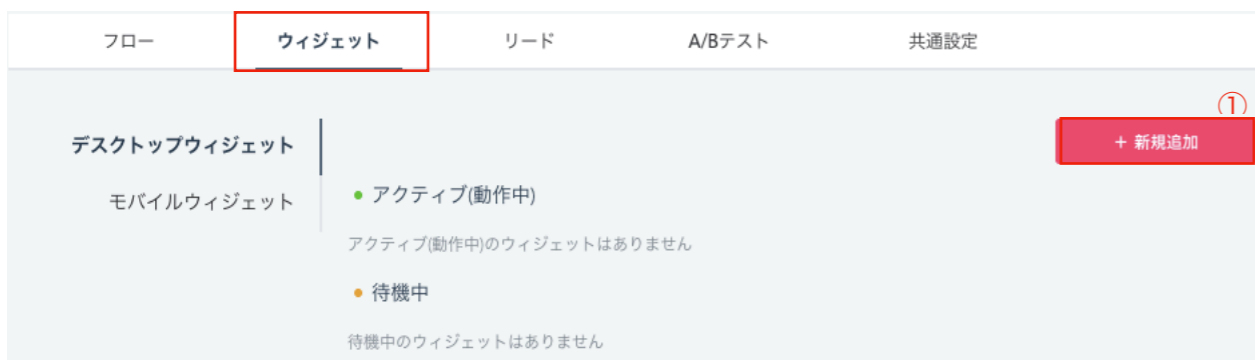 フロー ウィジェット リード A/Bテスト 共通設定
①
デスクトップウィジェット
+ 新規追加
モバイルウィジェット
アクティブ(動作中)
アクティブ(動作中)のウィジェットはありません
待機中
待機中のウィジェットはありません